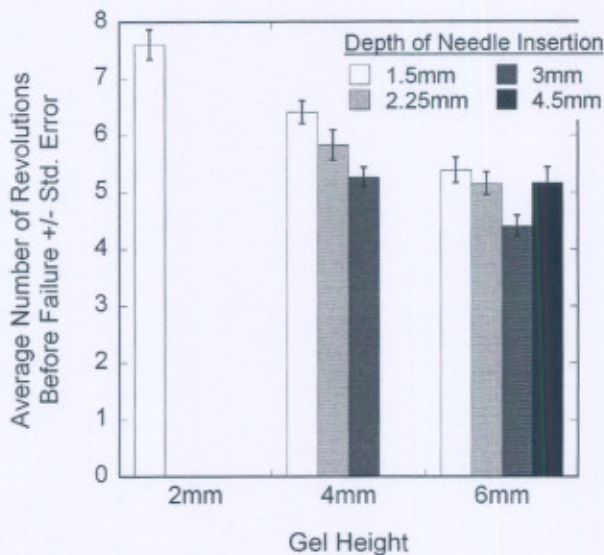 Average Number of Revolutions
Before Failure +/- Std. Error
8
7
6
5
4
3
2
1
0
Depth of Needle Insertion
1.5mm
3mm
2.25mm
4.5mm
2mm
4mm
6mm
Gel Height